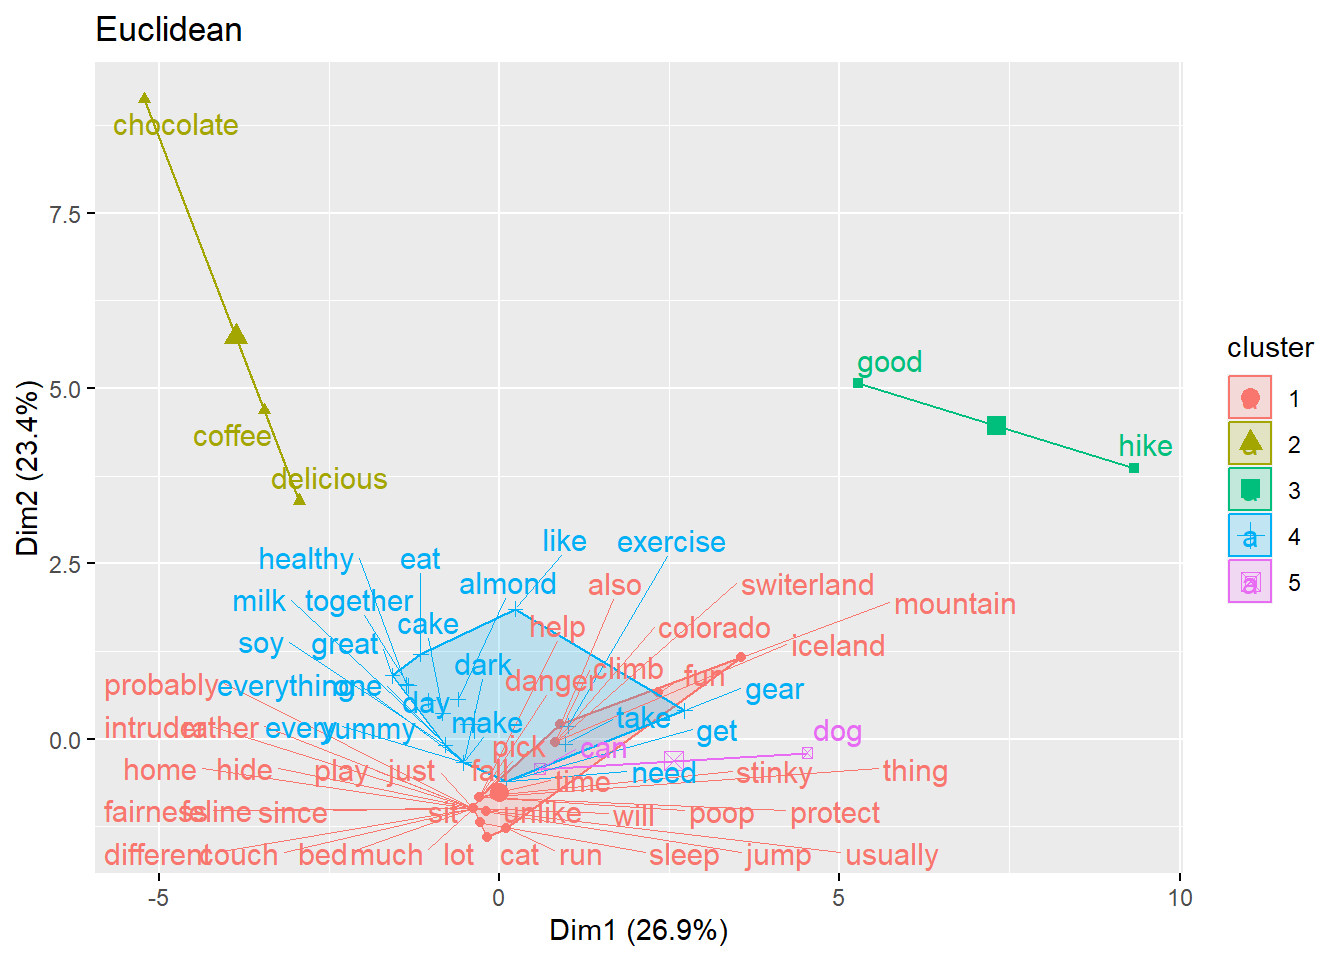 Euclidean
chocolate
7.5
good
cluster
5.0
1
coffee
hike
2
delicious
3
Dim2 (23.4%)
4
2.5
healthy eat like exercise
5
milk together almond also switerland mountain
soy great cake help colorado iceland
probably everything one dark danger climb fun gear
day
intruder rather every yummy make take get dog
0.0
pick can
home hide play just fall time need stinky thing
fairness feline since sit unlike will poop protect
different couch bed much lot cat run sleep jump usually
-5 0 5 10
Dim1 (26.9%)
a
a
a
a
a